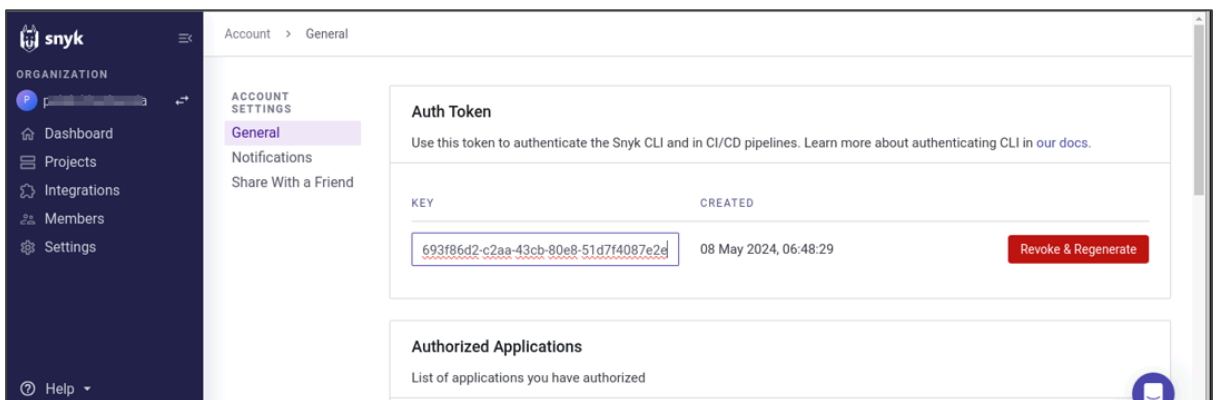 snyk
Account > General
ORGANIZATION
P
Dashboard
Projects
Integrations
Members
Settings
Help
ACCOUNT
SETTINGS
General
Notifications
Share With a Friend
Auth Token
Use this token to authenticate the Snyk CLI and in CI/CD pipelines. Learn more about authenticating CLI in our docs.
KEY CREATED
693f86d2-c2aa-43cb-80e8-51d7f4087e2e 08 May 2024, 06:48:29 Revoke & Regenerate
Authorized Applications
List of applications you have authorized